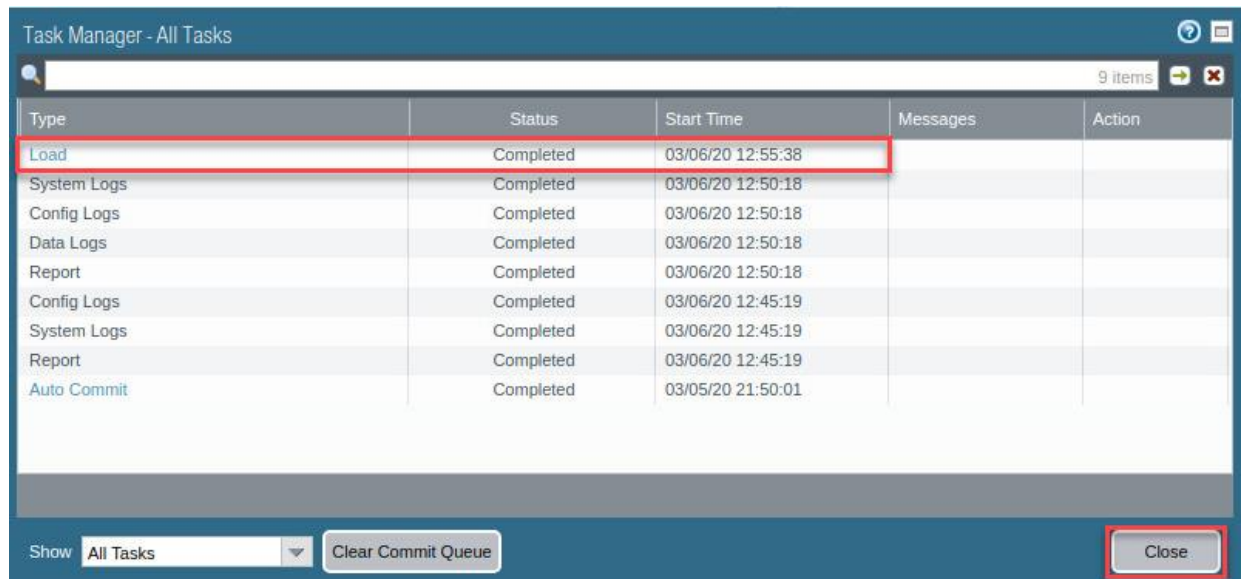 Task Manager - All Tasks
9 items
Type Status Start Time Messages Action
Load Completed 03/06/20 12:55:38
System Logs Completed 03/06/20 12:50:18
Config Logs Completed 03/06/20 12:50:18
Data Logs Completed 03/06/20 12:50:18
Report Completed 03/06/20 12:50:18
Config Logs Completed 03/06/20 12:45:19
System Logs Completed 03/06/20 12:45:19
Report Completed 03/06/20 12:45:19
Auto Commit Completed 03/05/20 21:50:01
Show All Tasks Clear Commit Queue Close